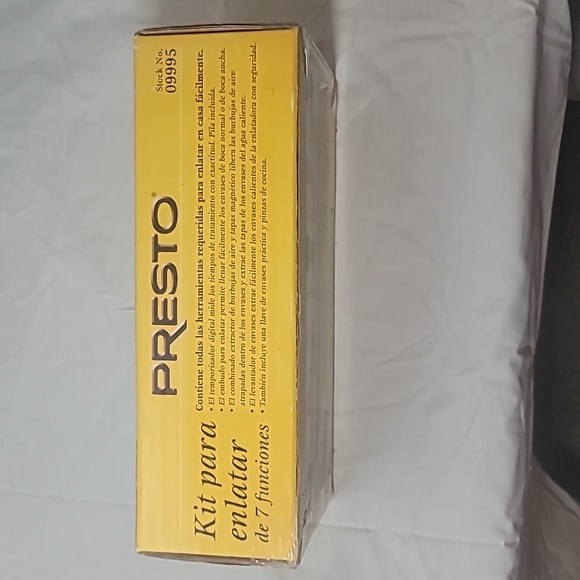 PRESTO®
Stock No.
09995
Kit para
enlatar
de 7 funciones
Contiene todas las herramientas requeridas para enlatar en casa fácilmente.
• El temporizador digital mide los tiempos de tratamiento con exactitud. Pila incluida.
• El embudo para enlatar permite llenar fácilmente los envases de boca normal o de boca ancha.
• El combinado extractor de burbujas de aire y tapas magnético libera las burbujas de aire
atrapadas dentro de los envases y extrae las tapas de los envases del agua caliente.
• El levantador de envases extrae fácilmente los envases calientes de la enlatadora con seguridad.
• También incluye una llave de envases práctica y pinzas de cocina.